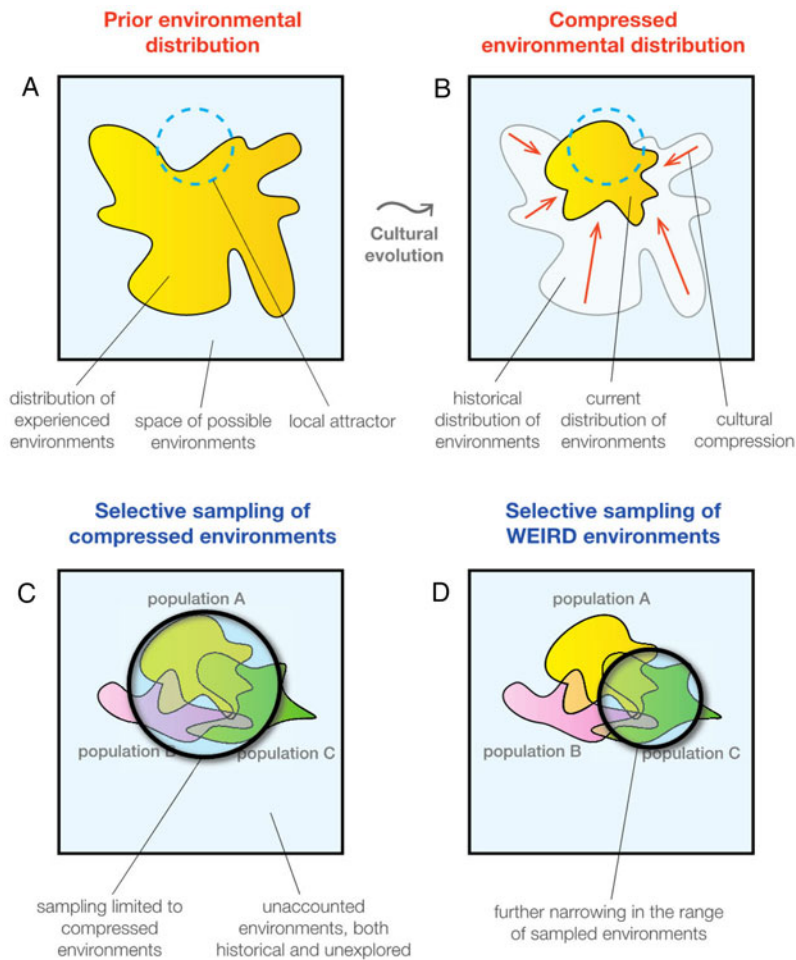 Prior environmental
distribution
Compressed
environmental distribution
A
B
Cultural
evolution
distribution of
experienced
environments
space of possible
environments
local attractor
historical
distribution of
environments
current
distribution of
environments
cultural
compression
Selective sampling of
compressed environments
Selective sampling of
WEIRD environments
C
population A
population B
population C
D
population A
population B
population C
sampling limited to
compressed
environments
unaccounted
environments, both
historical and unexplored
further narrowing in the range
of sampled environments